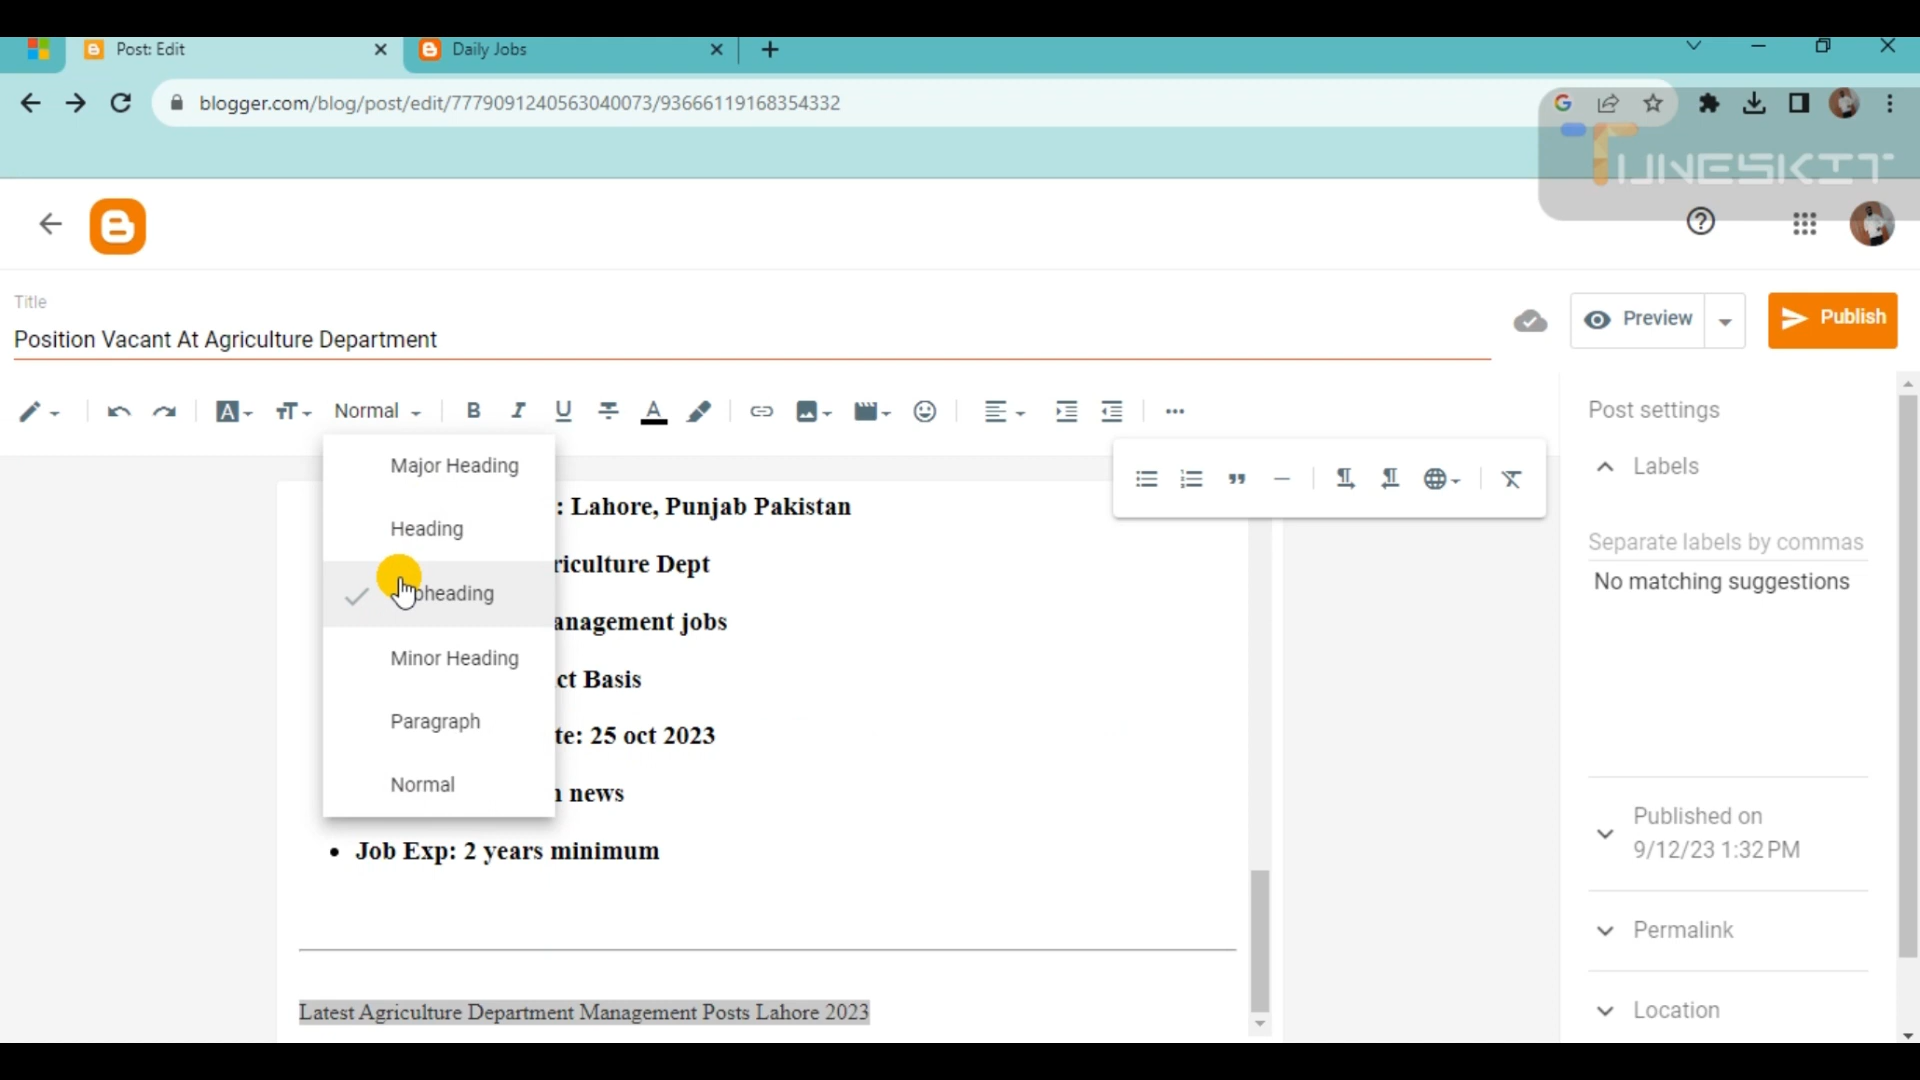 Post: Edit
Daily Jobs
blogger.com/blog/post/edit/7779091240563040073/93666119168354332
TUNESKIT
Title
Position Vacant At Agriculture Department
Preview
Publish
Normal
Post settings
Major Heading
Labels
: Lahore, Punjab Pakistan
Heading
Separate labels by commas
riculture Dept
No matching suggestions
bheading
anagement jobs
Minor Heading
ct Basis
Paragraph
te: 25 oct 2023
Normal
n news
Published on
9/12/23 1:32 PM
• Job Exp: 2 years minimum
Permalink
Latest Agriculture Department Management Posts Lahore 2023
Location